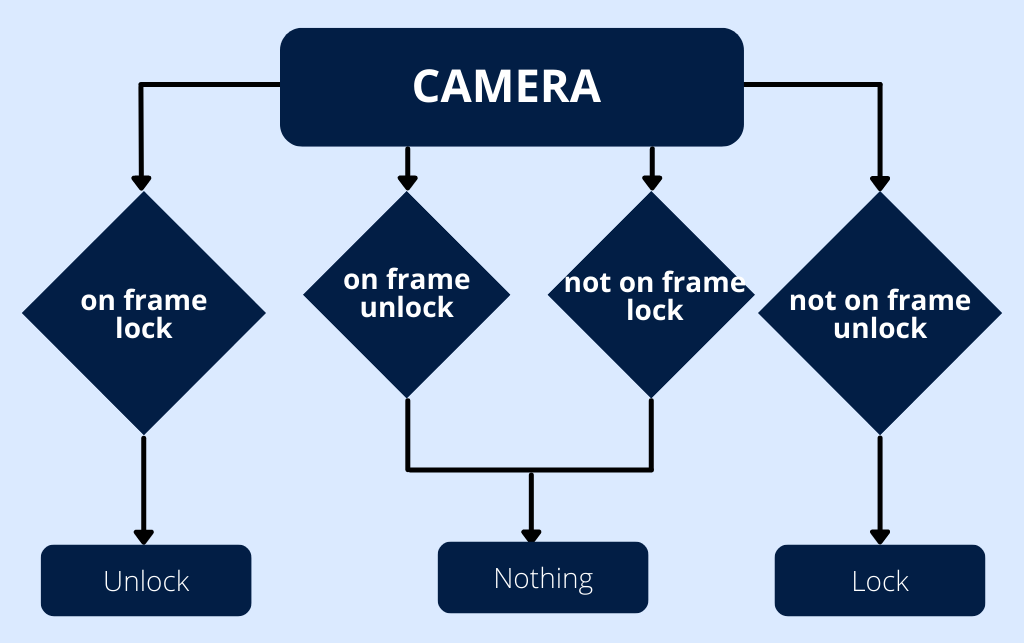 CAMERA
on frame
lock
on frame
unlock
not on frame
lock
not on frame
unlock
Unlock
Nothing
Lock